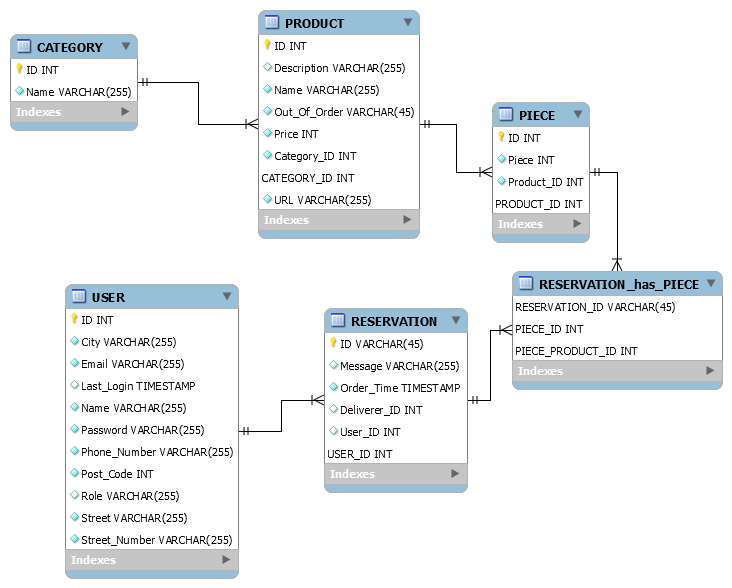 CATEGORY
ID INT
Name VARCHAR(255)
Indexes
PRODUCT
ID INT
Description VARCHAR(255)
Name VARCHAR(255)
Out_Of_Order VARCHAR(45)
Price INT
Category_ID INT
CATEGORY_ID INT
URL VARCHAR(255)
Indexes
PIECE
ID INT
Piece INT
Product_ID INT
PRODUCT_ID INT
Indexes
USER
ID INT
City VARCHAR(255)
Email VARCHAR(255)
Last_Login TIMESTAMP
Name VARCHAR(255)
Password VARCHAR(255)
Phone_Number VARCHAR(255)
Post_Code INT
Role VARCHAR(255)
Street VARCHAR(255)
Street_Number VARCHAR(255)
Indexes
RESERVATION
ID VARCHAR(45)
Message VARCHAR(255)
Order_Time TIMESTAMP
Deliverer_ID INT
User_ID INT
USER_ID INT
Indexes
RESERVATION_has_PIECE
RESERVATION_ID VARCHAR(45)
PIECE_ID INT
PIECE_PRODUCT_ID INT
Indexes